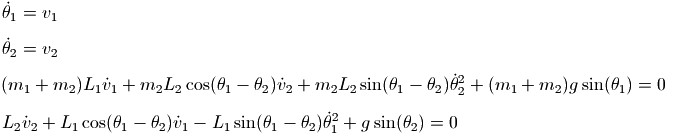 θ̇₁ = v₁
θ̇₂ = v₂
(m₁ + m₂)L₁v̇₁ + m₂L₂ cos(θ₁ − θ₂)v̇₂ + m₂L₂ sin(θ₁ − θ₂)θ̇₂² + (m₁ + m₂)g sin(θ₁) = 0
L₂v̇₂ + L₁ cos(θ₁ − θ₂)v̇₁ − L₁ sin(θ₁ − θ₂)θ̇₁² + g sin(θ₂) = 0